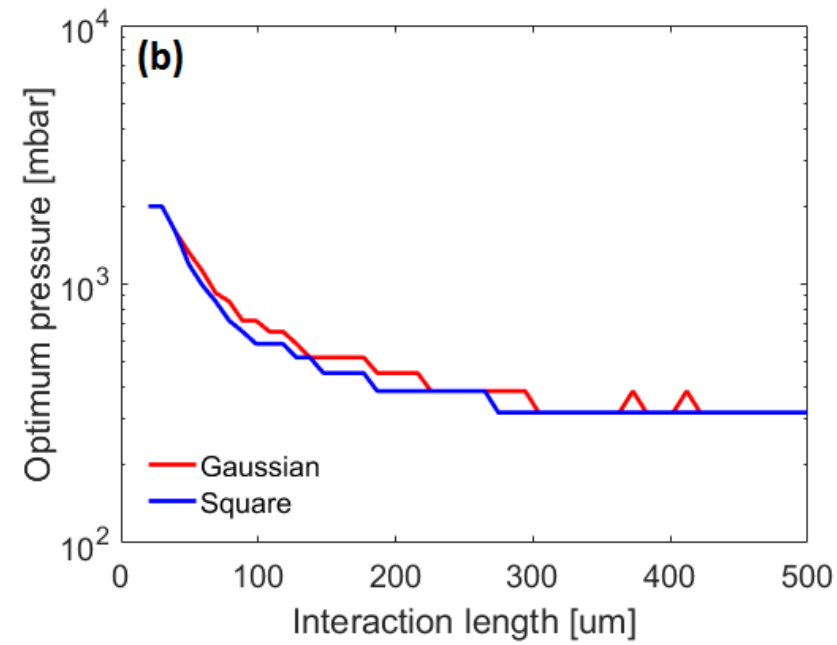 (b)
10^4
10^3
10^2
Optimum pressure [mbar]
Gaussian
Square
0 100 200 300 400 500
Interaction length [um]